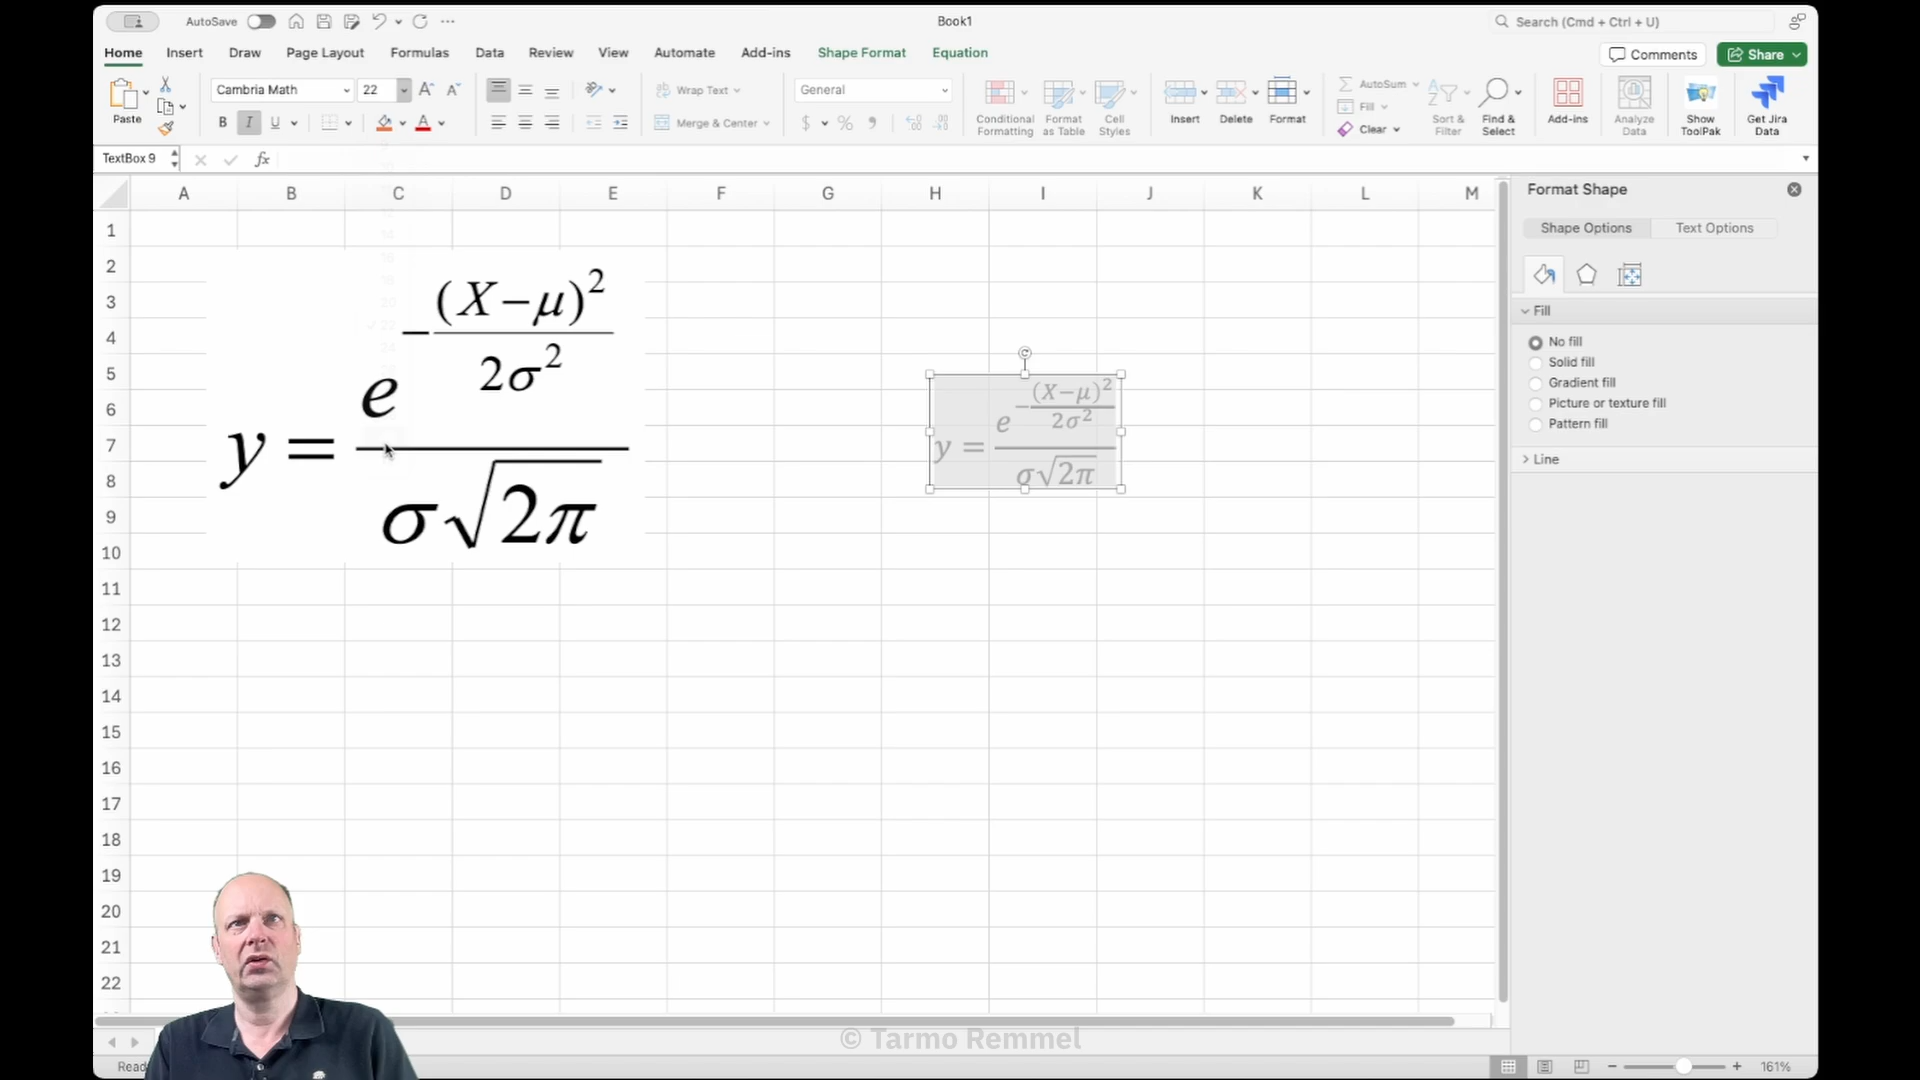 AutoSave
Book1
Search (Cmd + Ctrl + U)
Home Insert Draw Page Layout Formulas Data Review View Automate Add-ins Shape Format Equation
Comments
Share
Paste
Cambria Math
22
Wrap Text
General
Conditional Formatting
Format as Table
Cell Styles
Insert
Delete
Format
AutoSum
Fill
Clear
Sort & Filter
Find & Select
Add-ins
Analyze Data
Show ToolPak
Get Jira Data
B I U
Merge & Center
$ %
TextBox 9
fx
Format Shape
Shape Options Text Options
A B C D E F G H I J K L M
1
2
3
4
5
6
7
8
9
10
11
12
13
14
15
16
17
18
19
20
21
22
y = e^(−(X−μ)²/2σ²) / σ√2π
y = e^(−(X−μ)²/2σ²) / σ√2π
Fill
No fill
Solid fill
Gradient fill
Picture or texture fill
Pattern fill
Line
© Tarmo Remmel
161%